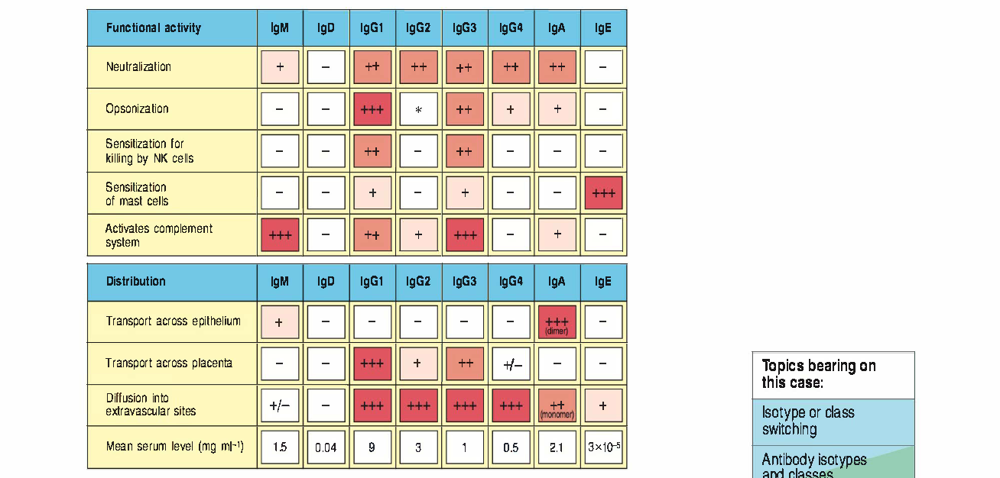 Functional activity IgM IgD IgG1 IgG2 IgG3 IgG4 IgA IgE
Neutralization + – ++ ++ ++ ++ ++ –
Opsonization – – +++ * ++ + + –
Sensitization for
killing by NK cells – – ++ – ++ – – –
Sensitization
of mast cells – – + – + – – +++
Activates complement
system +++ – ++ + +++ – + –
Distribution IgM IgD IgG1 IgG2 IgG3 IgG4 IgA IgE
Transport across epithelium + – – – – – +++ (dimer) –
Transport across placenta – – +++ + ++ +/– – –
Diffusion into
extravascular sites +/– – +++ +++ +++ +++ ++ (monomer) +
Mean serum level (mg ml⁻¹) 1.5 0.04 9 3 1 0.5 2.1 3×10⁻⁵
Topics bearing on
this case:
Isotype or class
switching
Antibody isotypes
and classes